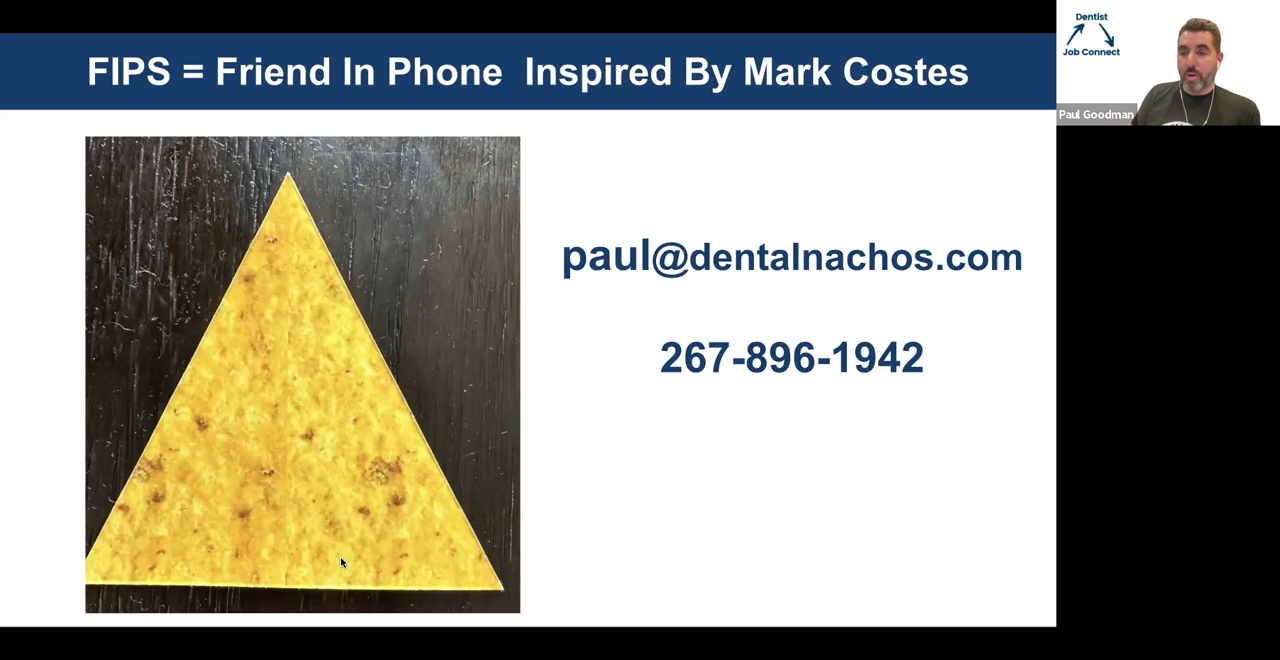 FIPS = Friend In Phone  Inspired By Mark Costes
paul@dentalnachos.com
267-896-1942
Dentist
Job Connect
Paul Goodman